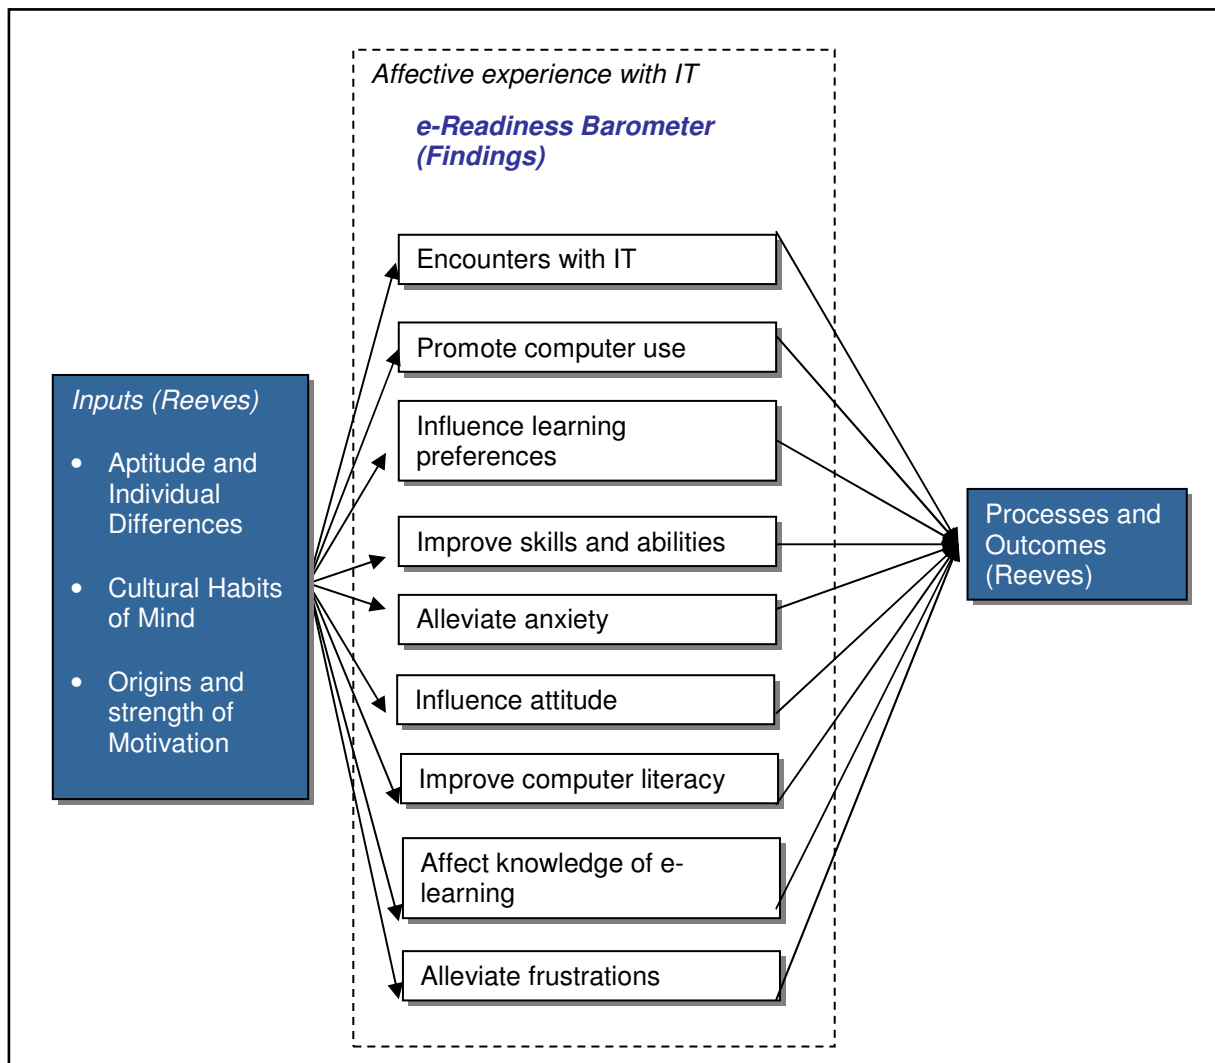 Affective experience with IT
e-Readiness Barometer
(Findings)
Encounters with IT
Promote computer use
Inputs (Reeves)
• Aptitude and
Individual
Differences
• Cultural Habits
of Mind
• Origins and
strength of
Motivation
Influence learning
preferences
Improve skills and abilities
Alleviate anxiety
Influence attitude
Improve computer literacy
Affect knowledge of e-
learning
Alleviate frustrations
Processes and
Outcomes
(Reeves)